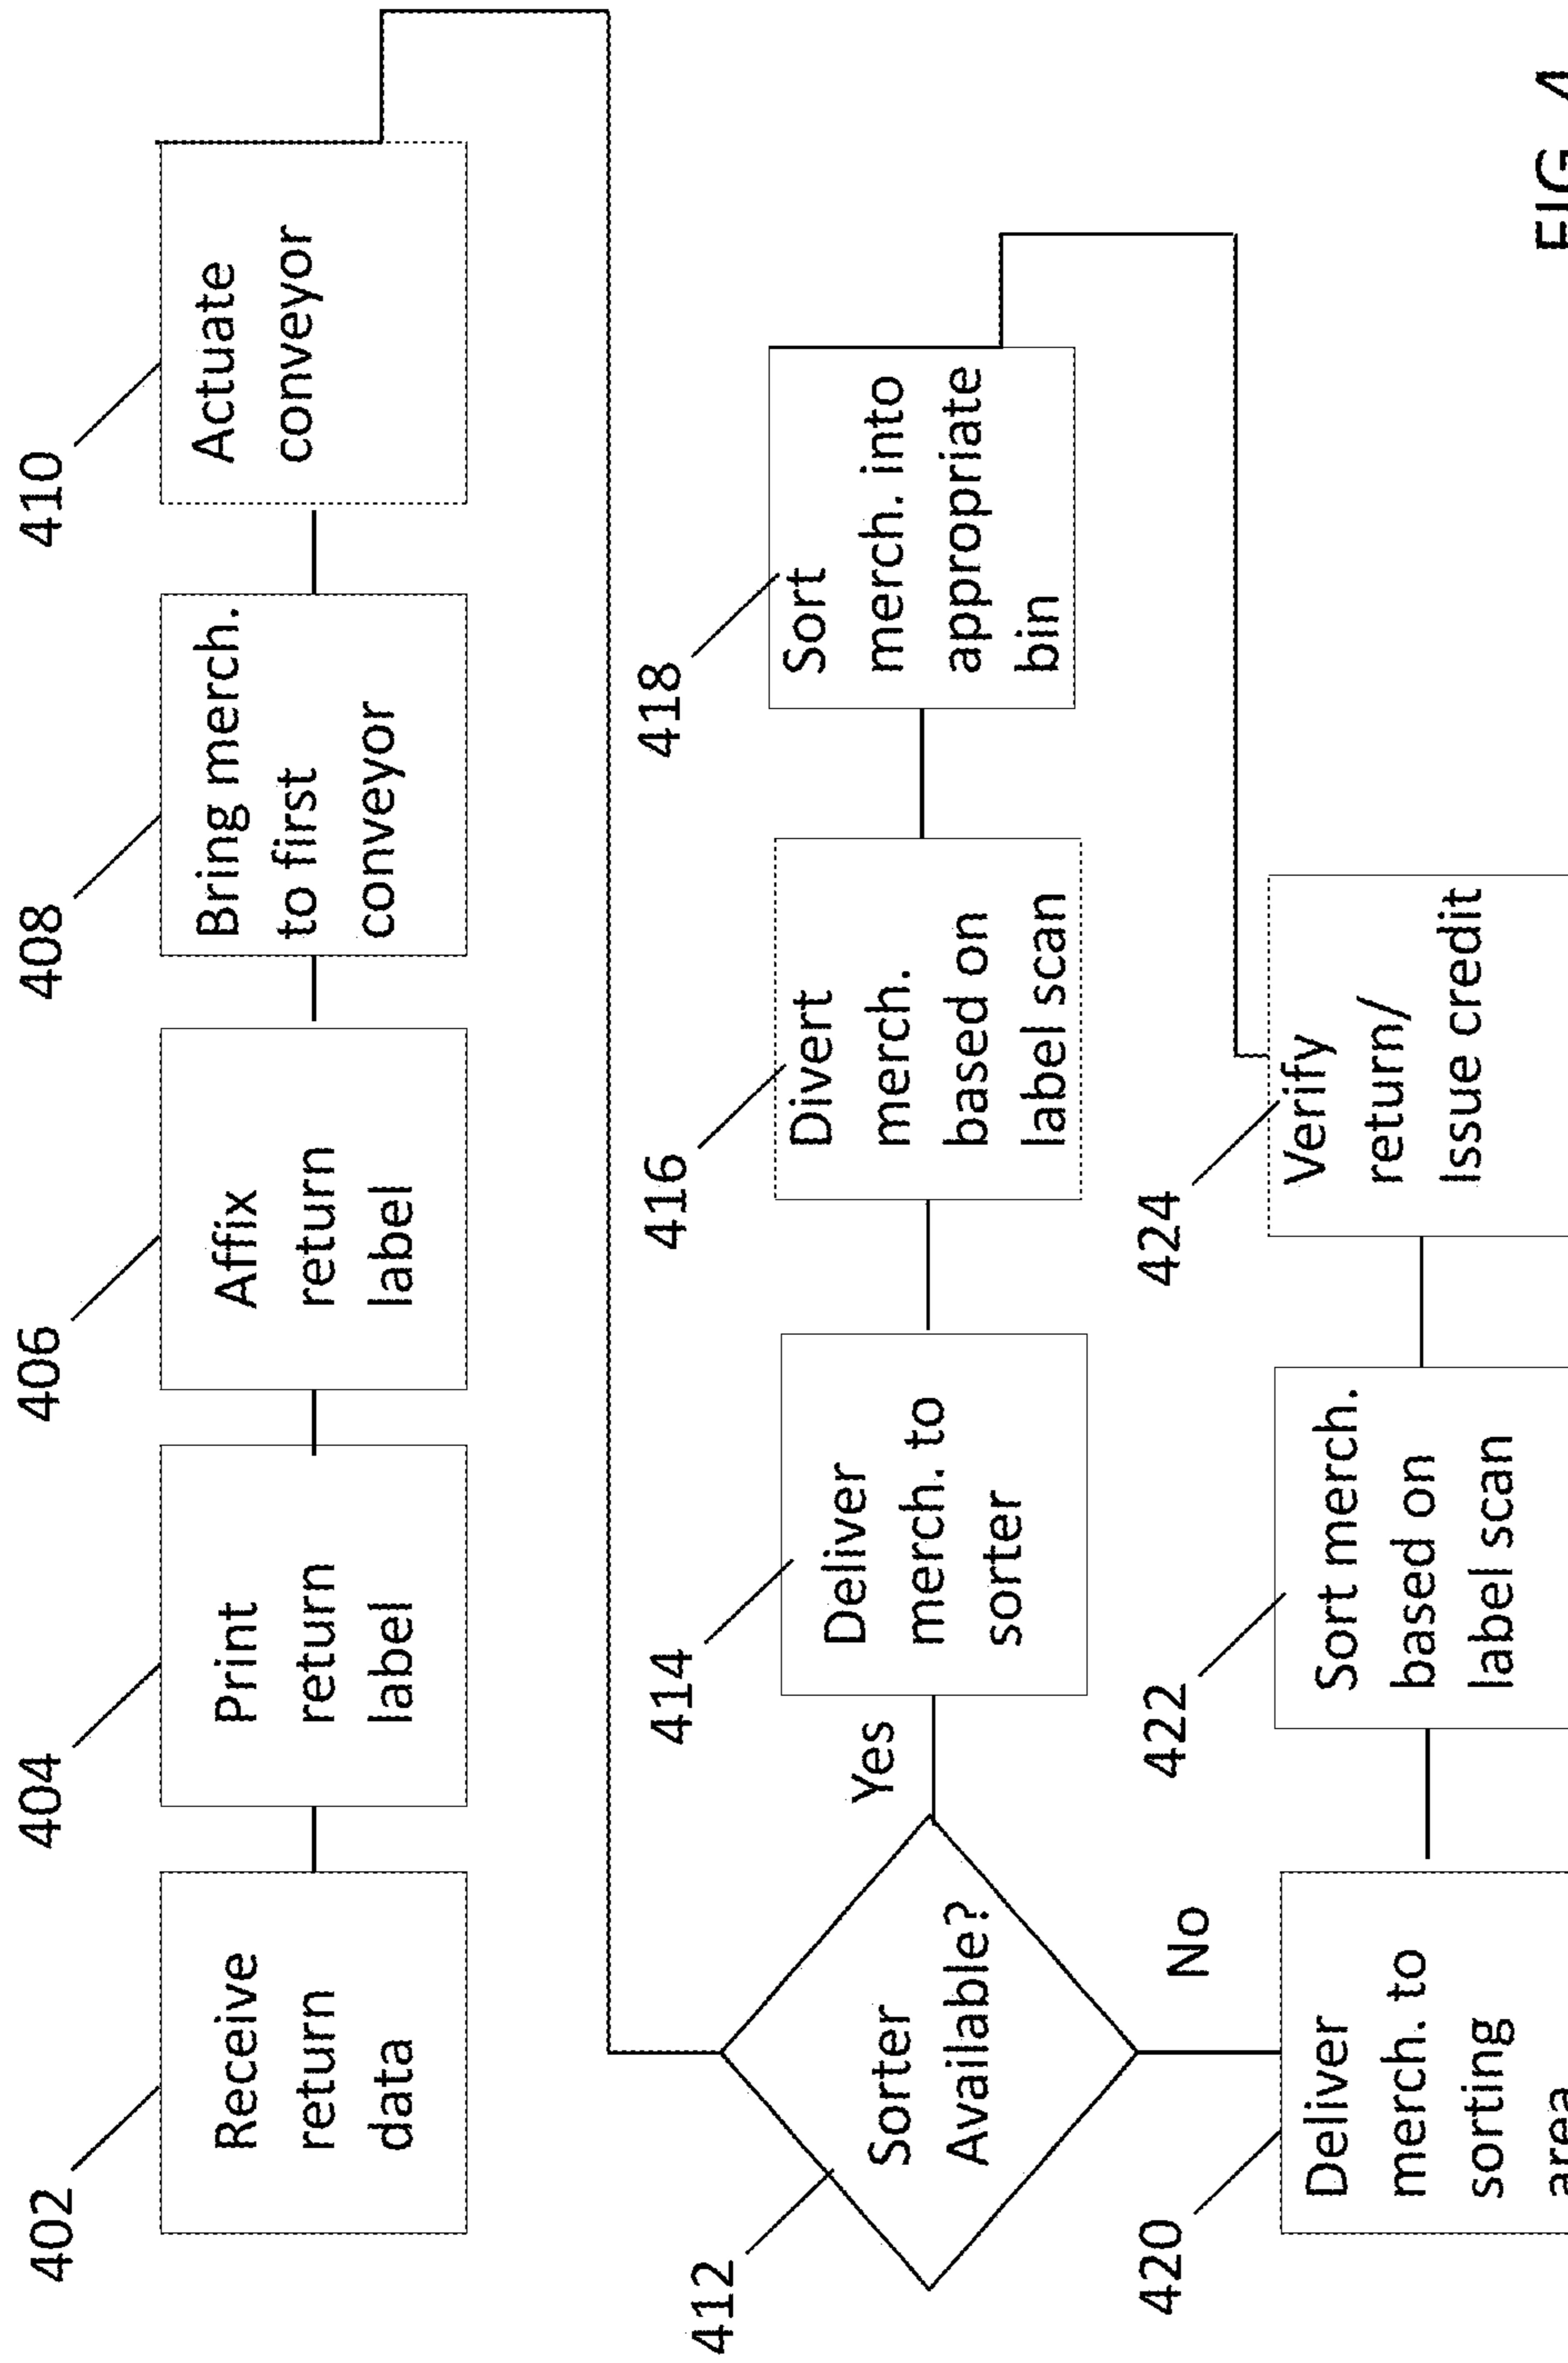 402
Receive
return
data
404
Print
return
label
406
Affix
return
label
408
Bring merch.
to first
conveyor
410
Actuate
conveyor
412
Sorter
Available?
Yes
No
414
Deliver
merch. to
sorter
416
Divert
merch.
based on
label scan
418
Sort
merch. into
appropriate
bin
420
Deliver
merch. to
sorting
area
422
Sort merch.
based on
label scan
424
Verify
return/
Issue credit
FIG. 4